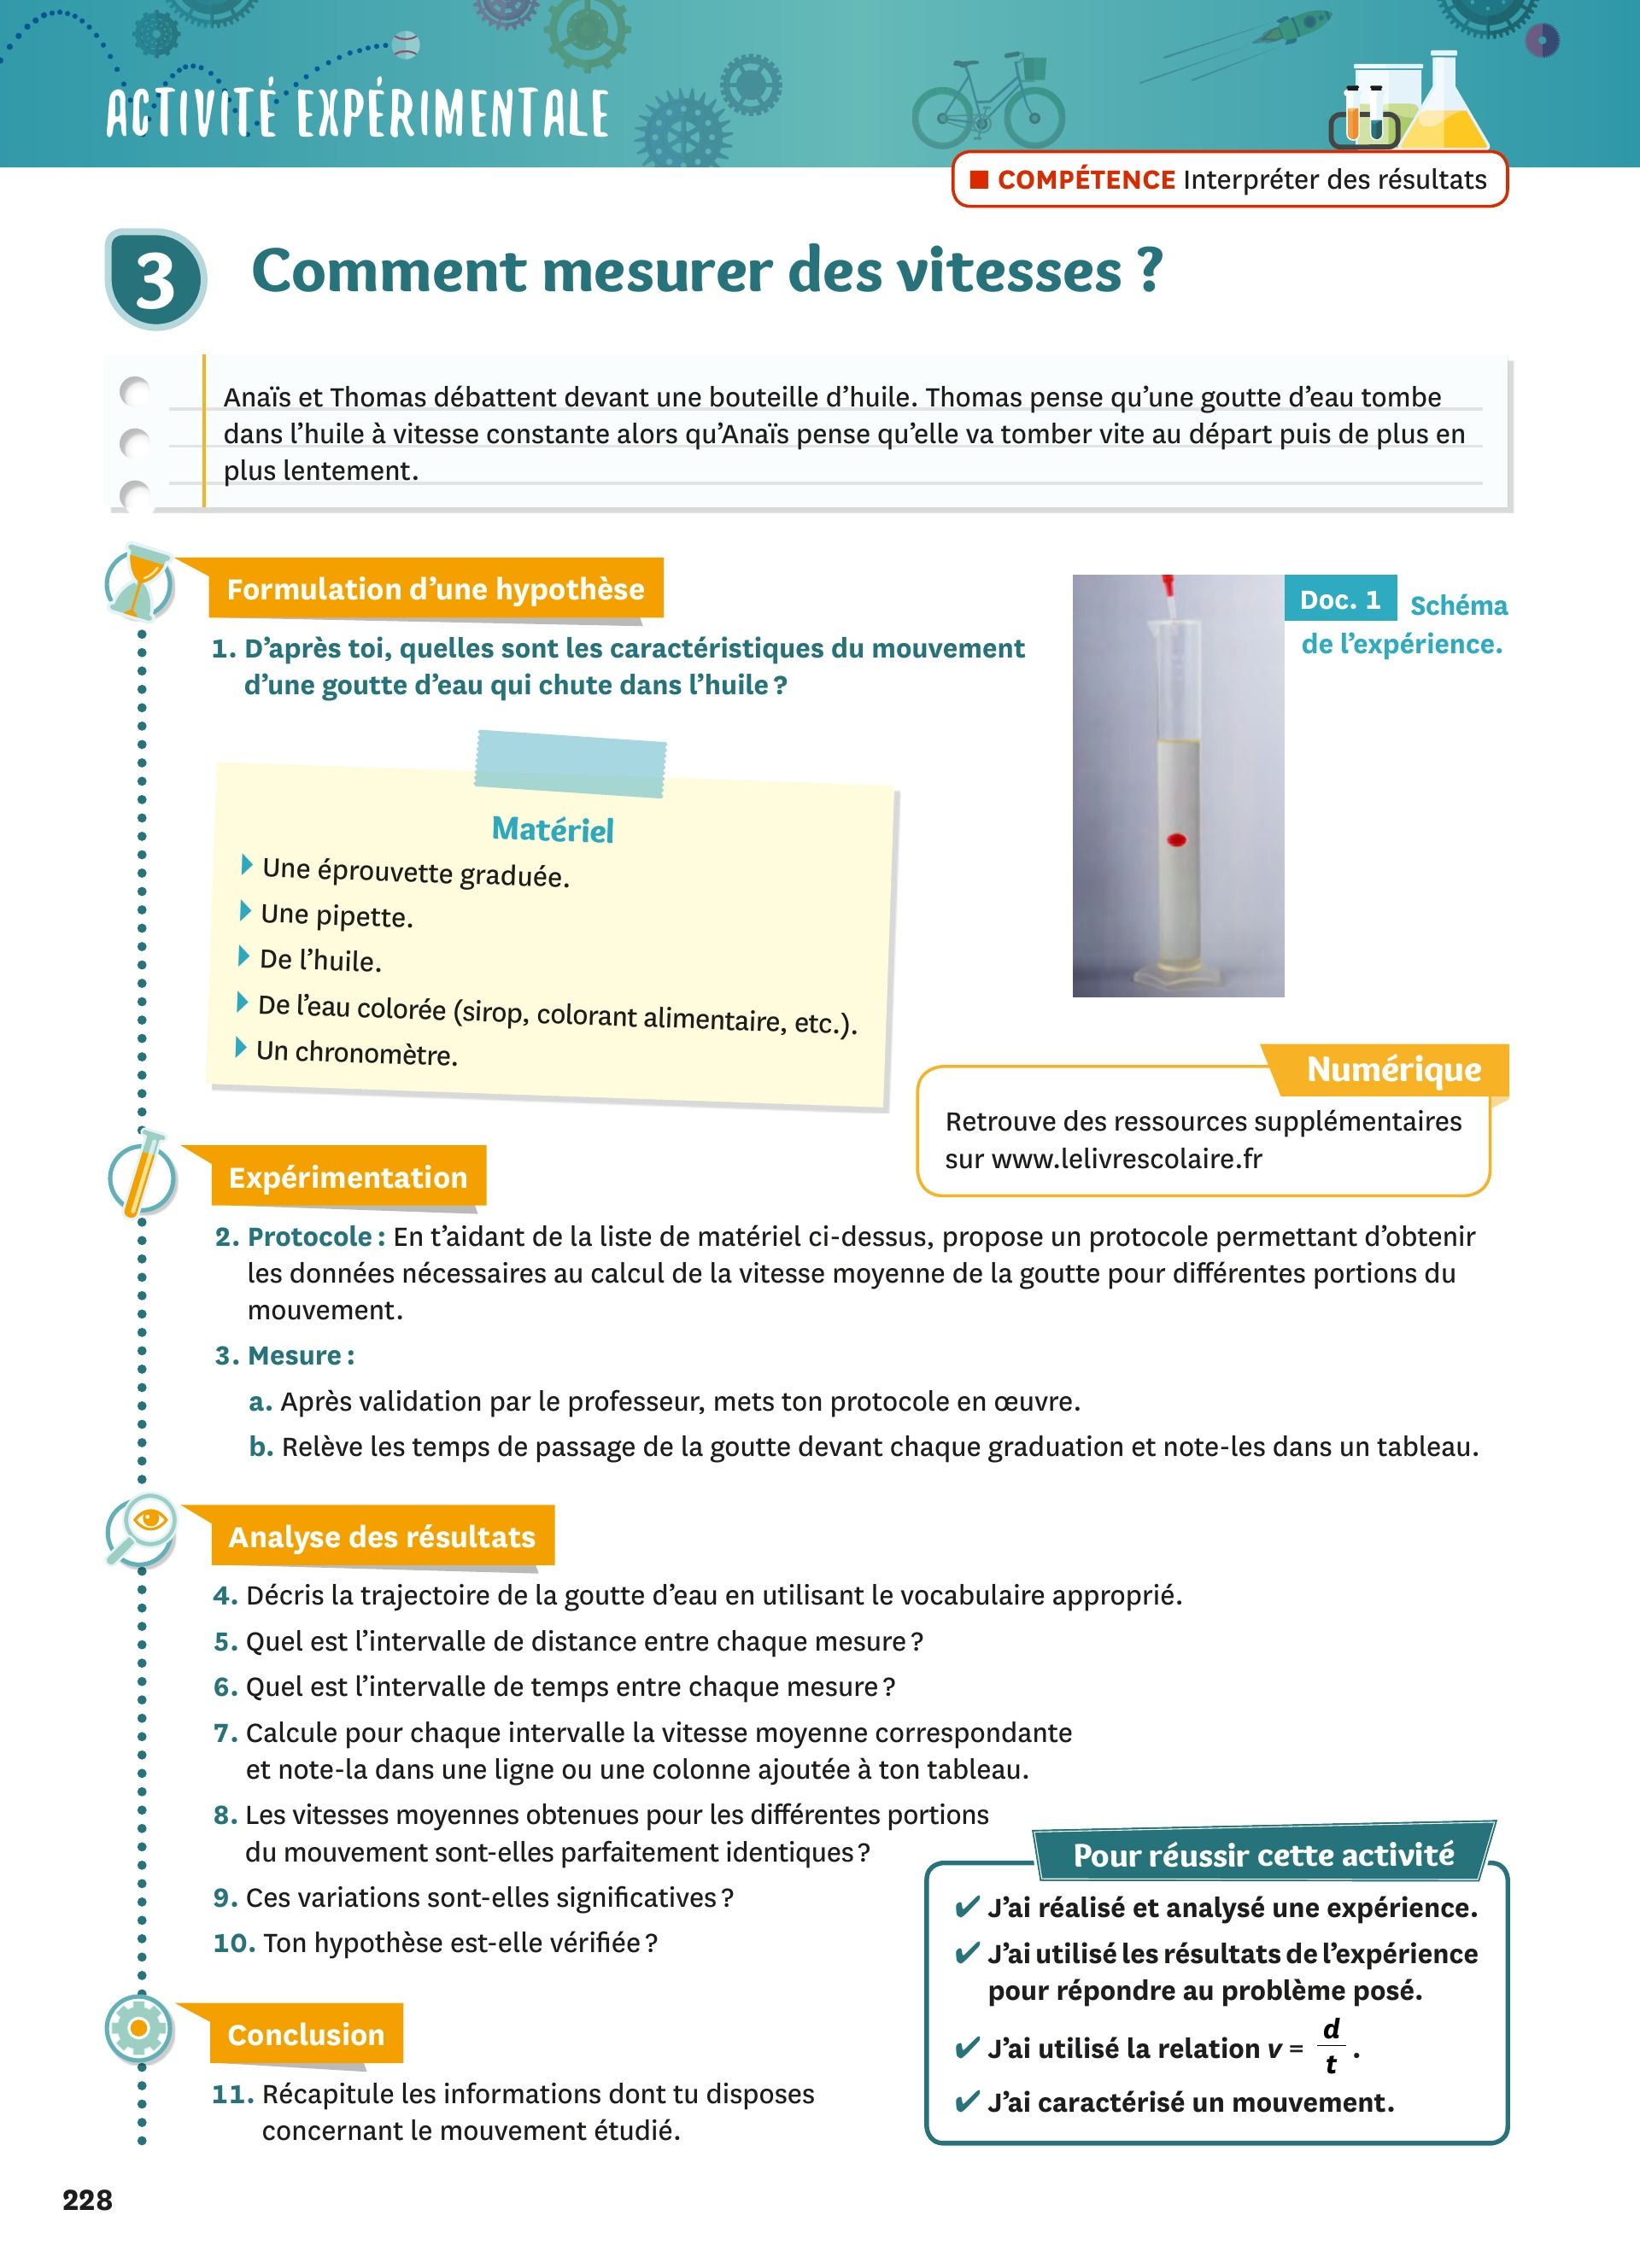 ACTIVITÉ EXPÉRIMENTALE
■ COMPÉTENCE Interpréter des résultats
3 Comment mesurer des vitesses ?
Anaïs et Thomas débattent devant une bouteille d’huile. Thomas pense qu’une goutte d’eau tombe
dans l’huile à vitesse constante alors qu’Anaïs pense qu’elle va tomber vite au départ puis de plus en
plus lentement.
Formulation d’une hypothèse
1. D’après toi, quelles sont les caractéristiques du mouvement
d’une goutte d’eau qui chute dans l’huile ?
Doc. 1 Schéma
de l’expérience.
Matériel
Une éprouvette graduée.
Une pipette.
De l’huile.
De l’eau colorée (sirop, colorant alimentaire, etc.).
Un chronomètre.
Numérique
Retrouve des ressources supplémentaires
sur www.lelivrescolaire.fr
Expérimentation
2. Protocole : En t’aidant de la liste de matériel ci-dessus, propose un protocole permettant d’obtenir
les données nécessaires au calcul de la vitesse moyenne de la goutte pour différentes portions du
mouvement.
3. Mesure :
a. Après validation par le professeur, mets ton protocole en œuvre.
b. Relève les temps de passage de la goutte devant chaque graduation et note-les dans un tableau.
Analyse des résultats
4. Décris la trajectoire de la goutte d’eau en utilisant le vocabulaire approprié.
5. Quel est l’intervalle de distance entre chaque mesure ?
6. Quel est l’intervalle de temps entre chaque mesure ?
7. Calcule pour chaque intervalle la vitesse moyenne correspondante
et note-la dans une ligne ou une colonne ajoutée à ton tableau.
8. Les vitesses moyennes obtenues pour les différentes portions
du mouvement sont-elles parfaitement identiques ?
9. Ces variations sont-elles significatives ?
10. Ton hypothèse est-elle vérifiée ?
Conclusion
11. Récapitule les informations dont tu disposes
concernant le mouvement étudié.
Pour réussir cette activité
✔ J’ai réalisé et analysé une expérience.
✔ J’ai utilisé les résultats de l’expérience
pour répondre au problème posé.
✔ J’ai utilisé la relation v = d/t.
✔ J’ai caractérisé un mouvement.
228